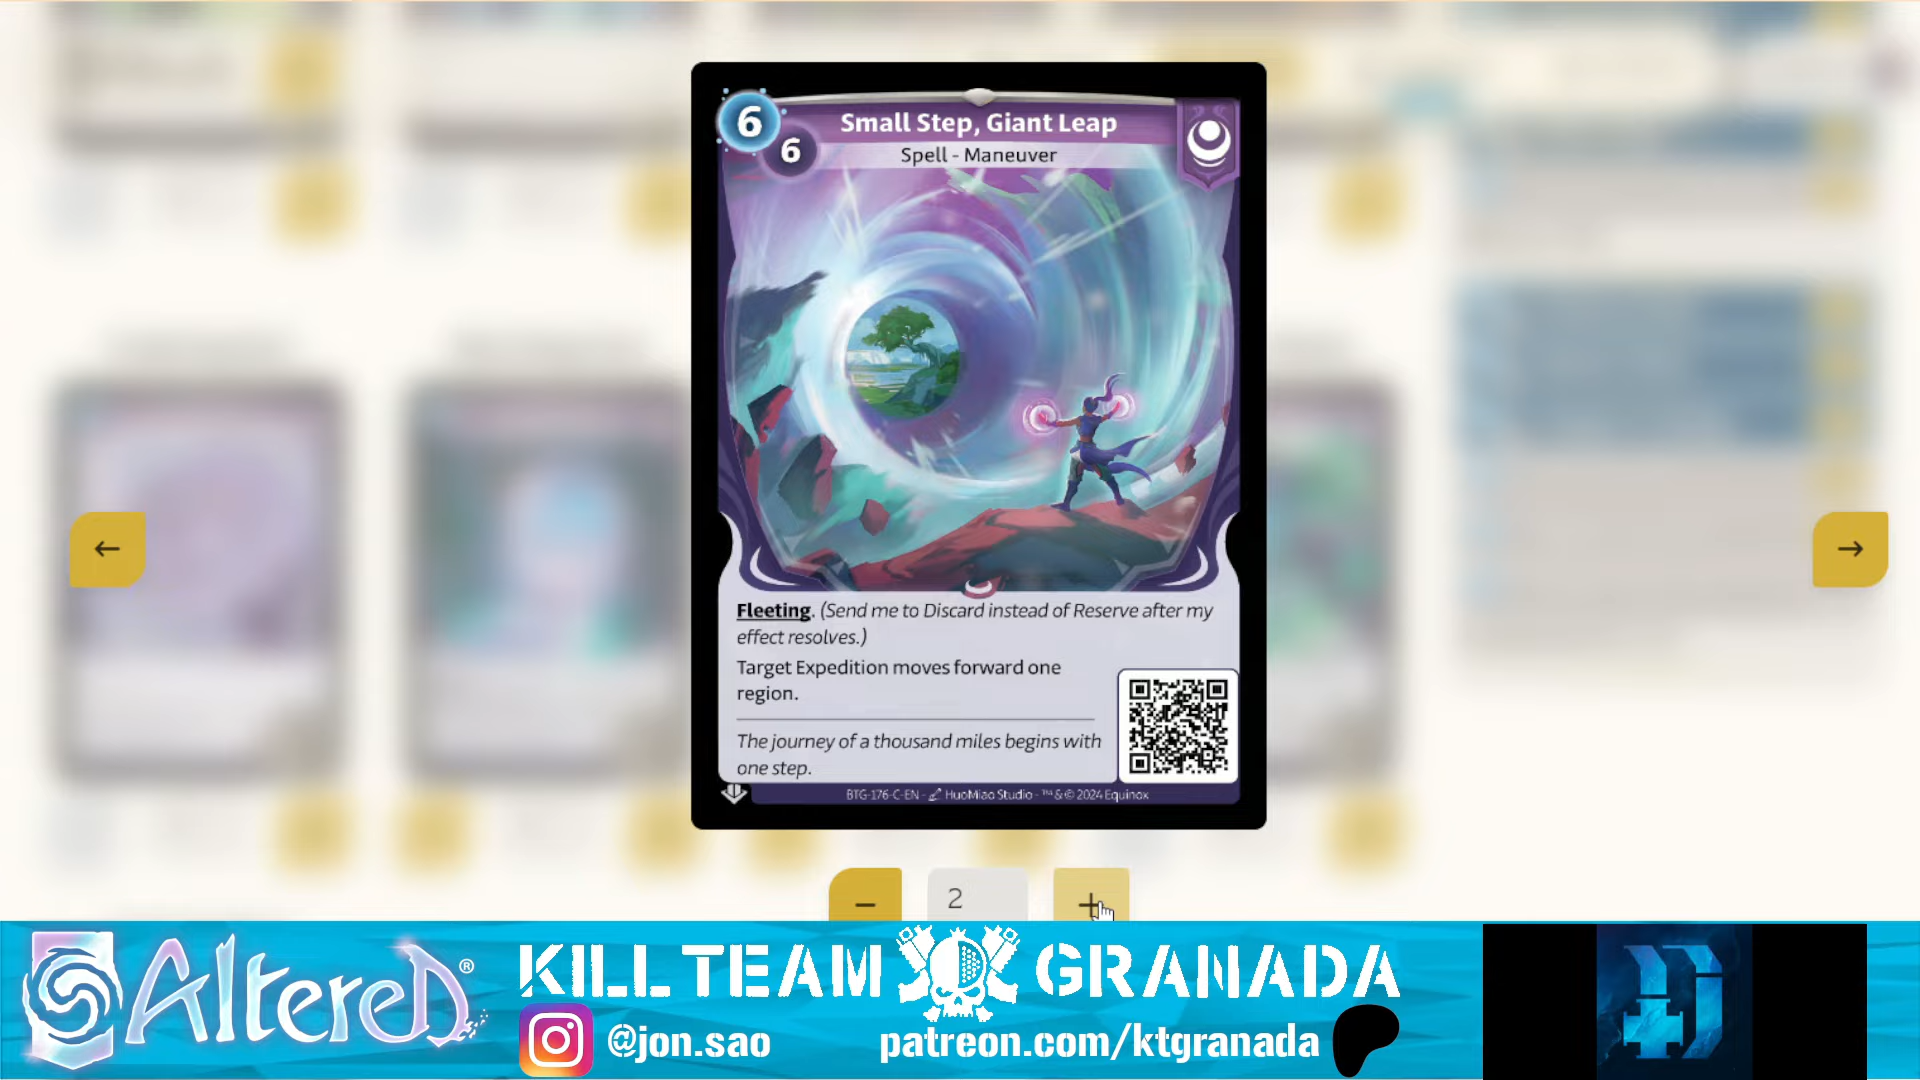 6
6
Small Step, Giant Leap
Spell - Maneuver
Fleeting. (Send me to Discard instead of Reserve after my
effect resolves.)
Target Expedition moves forward one
region.
The journey of a thousand miles begins with
one step.
BTG-176-C-EN - HuoMiao Studio - ™ & © 2024 Equinox
← →
− 2 +
AltereD®
KILL TEAM GRANADA
@jon.sao patreon.com/ktgranada